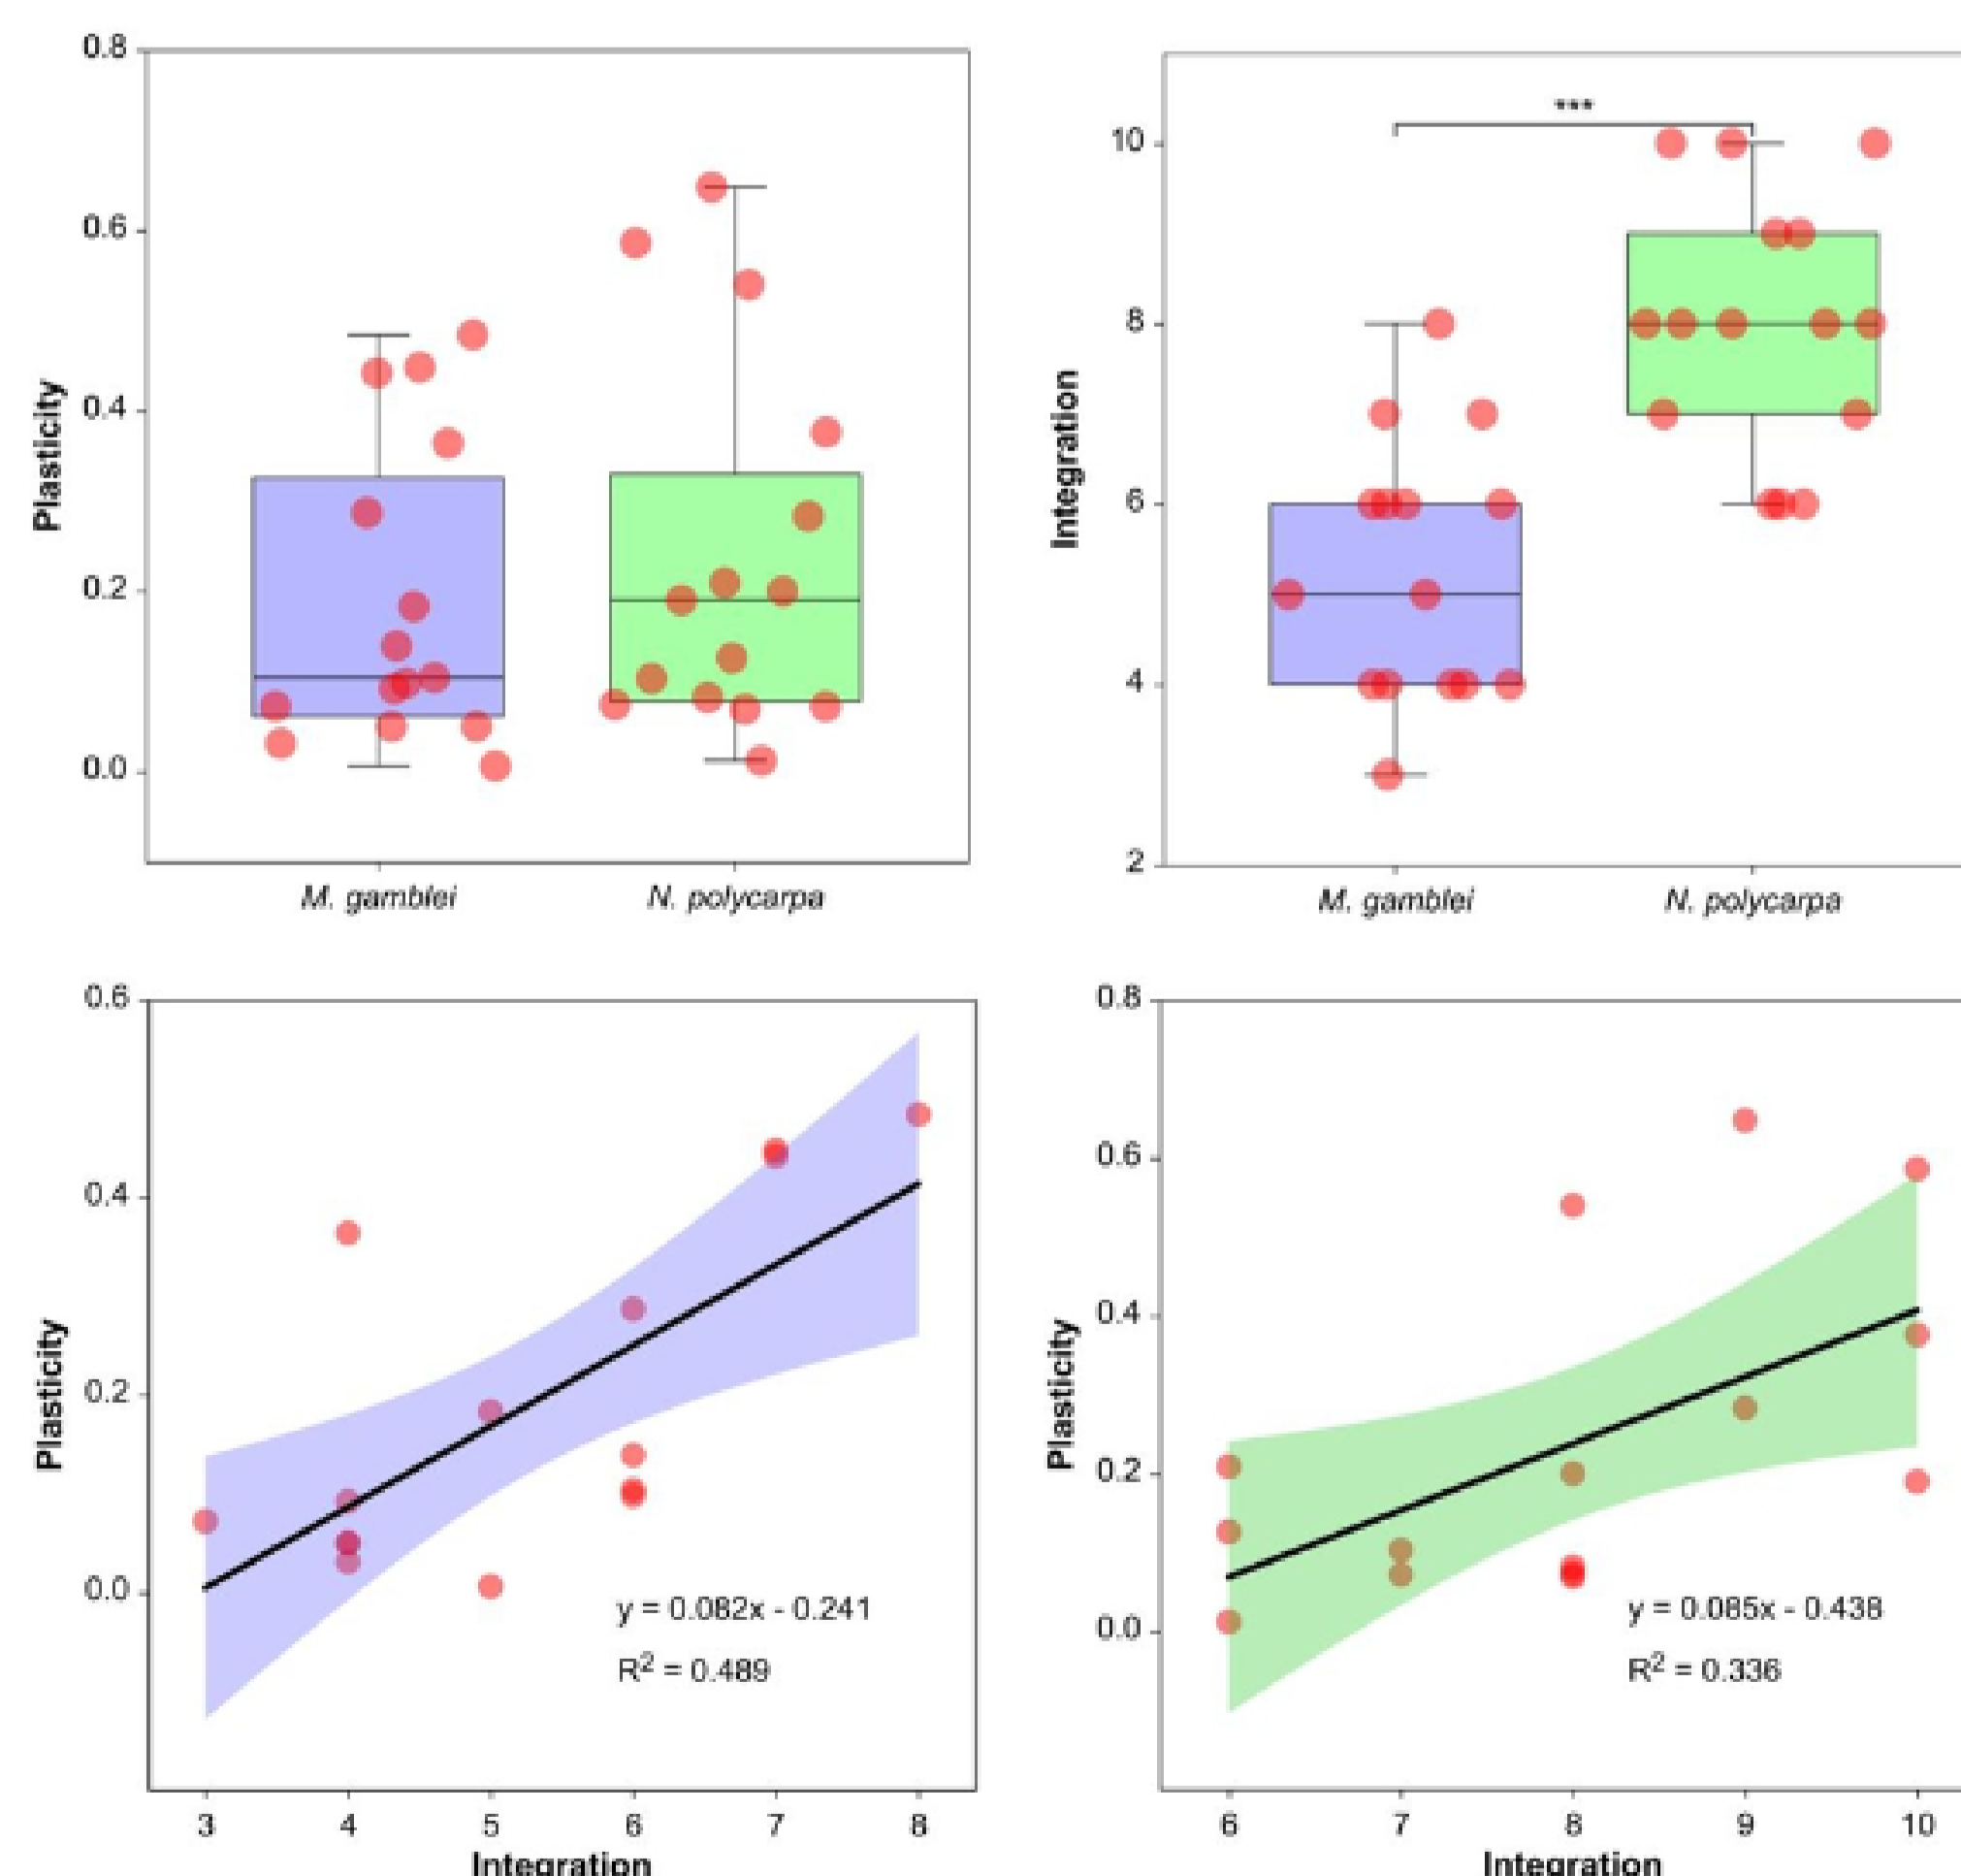 0.8
0.6
0.4
0.2
0.0
Plasticity
M. gamblei
N. polycarpa
***
10
8
6
4
2
Integration
M. gamblei
N. polycarpa
0.6
0.4
0.2
0.0
Plasticity
y = 0.082x - 0.241
R² = 0.489
3 4 5 6 7 8
Integration
0.8
0.6
0.4
0.2
0.0
Plasticity
y = 0.085x - 0.438
R² = 0.336
6 7 8 9 10
Integration